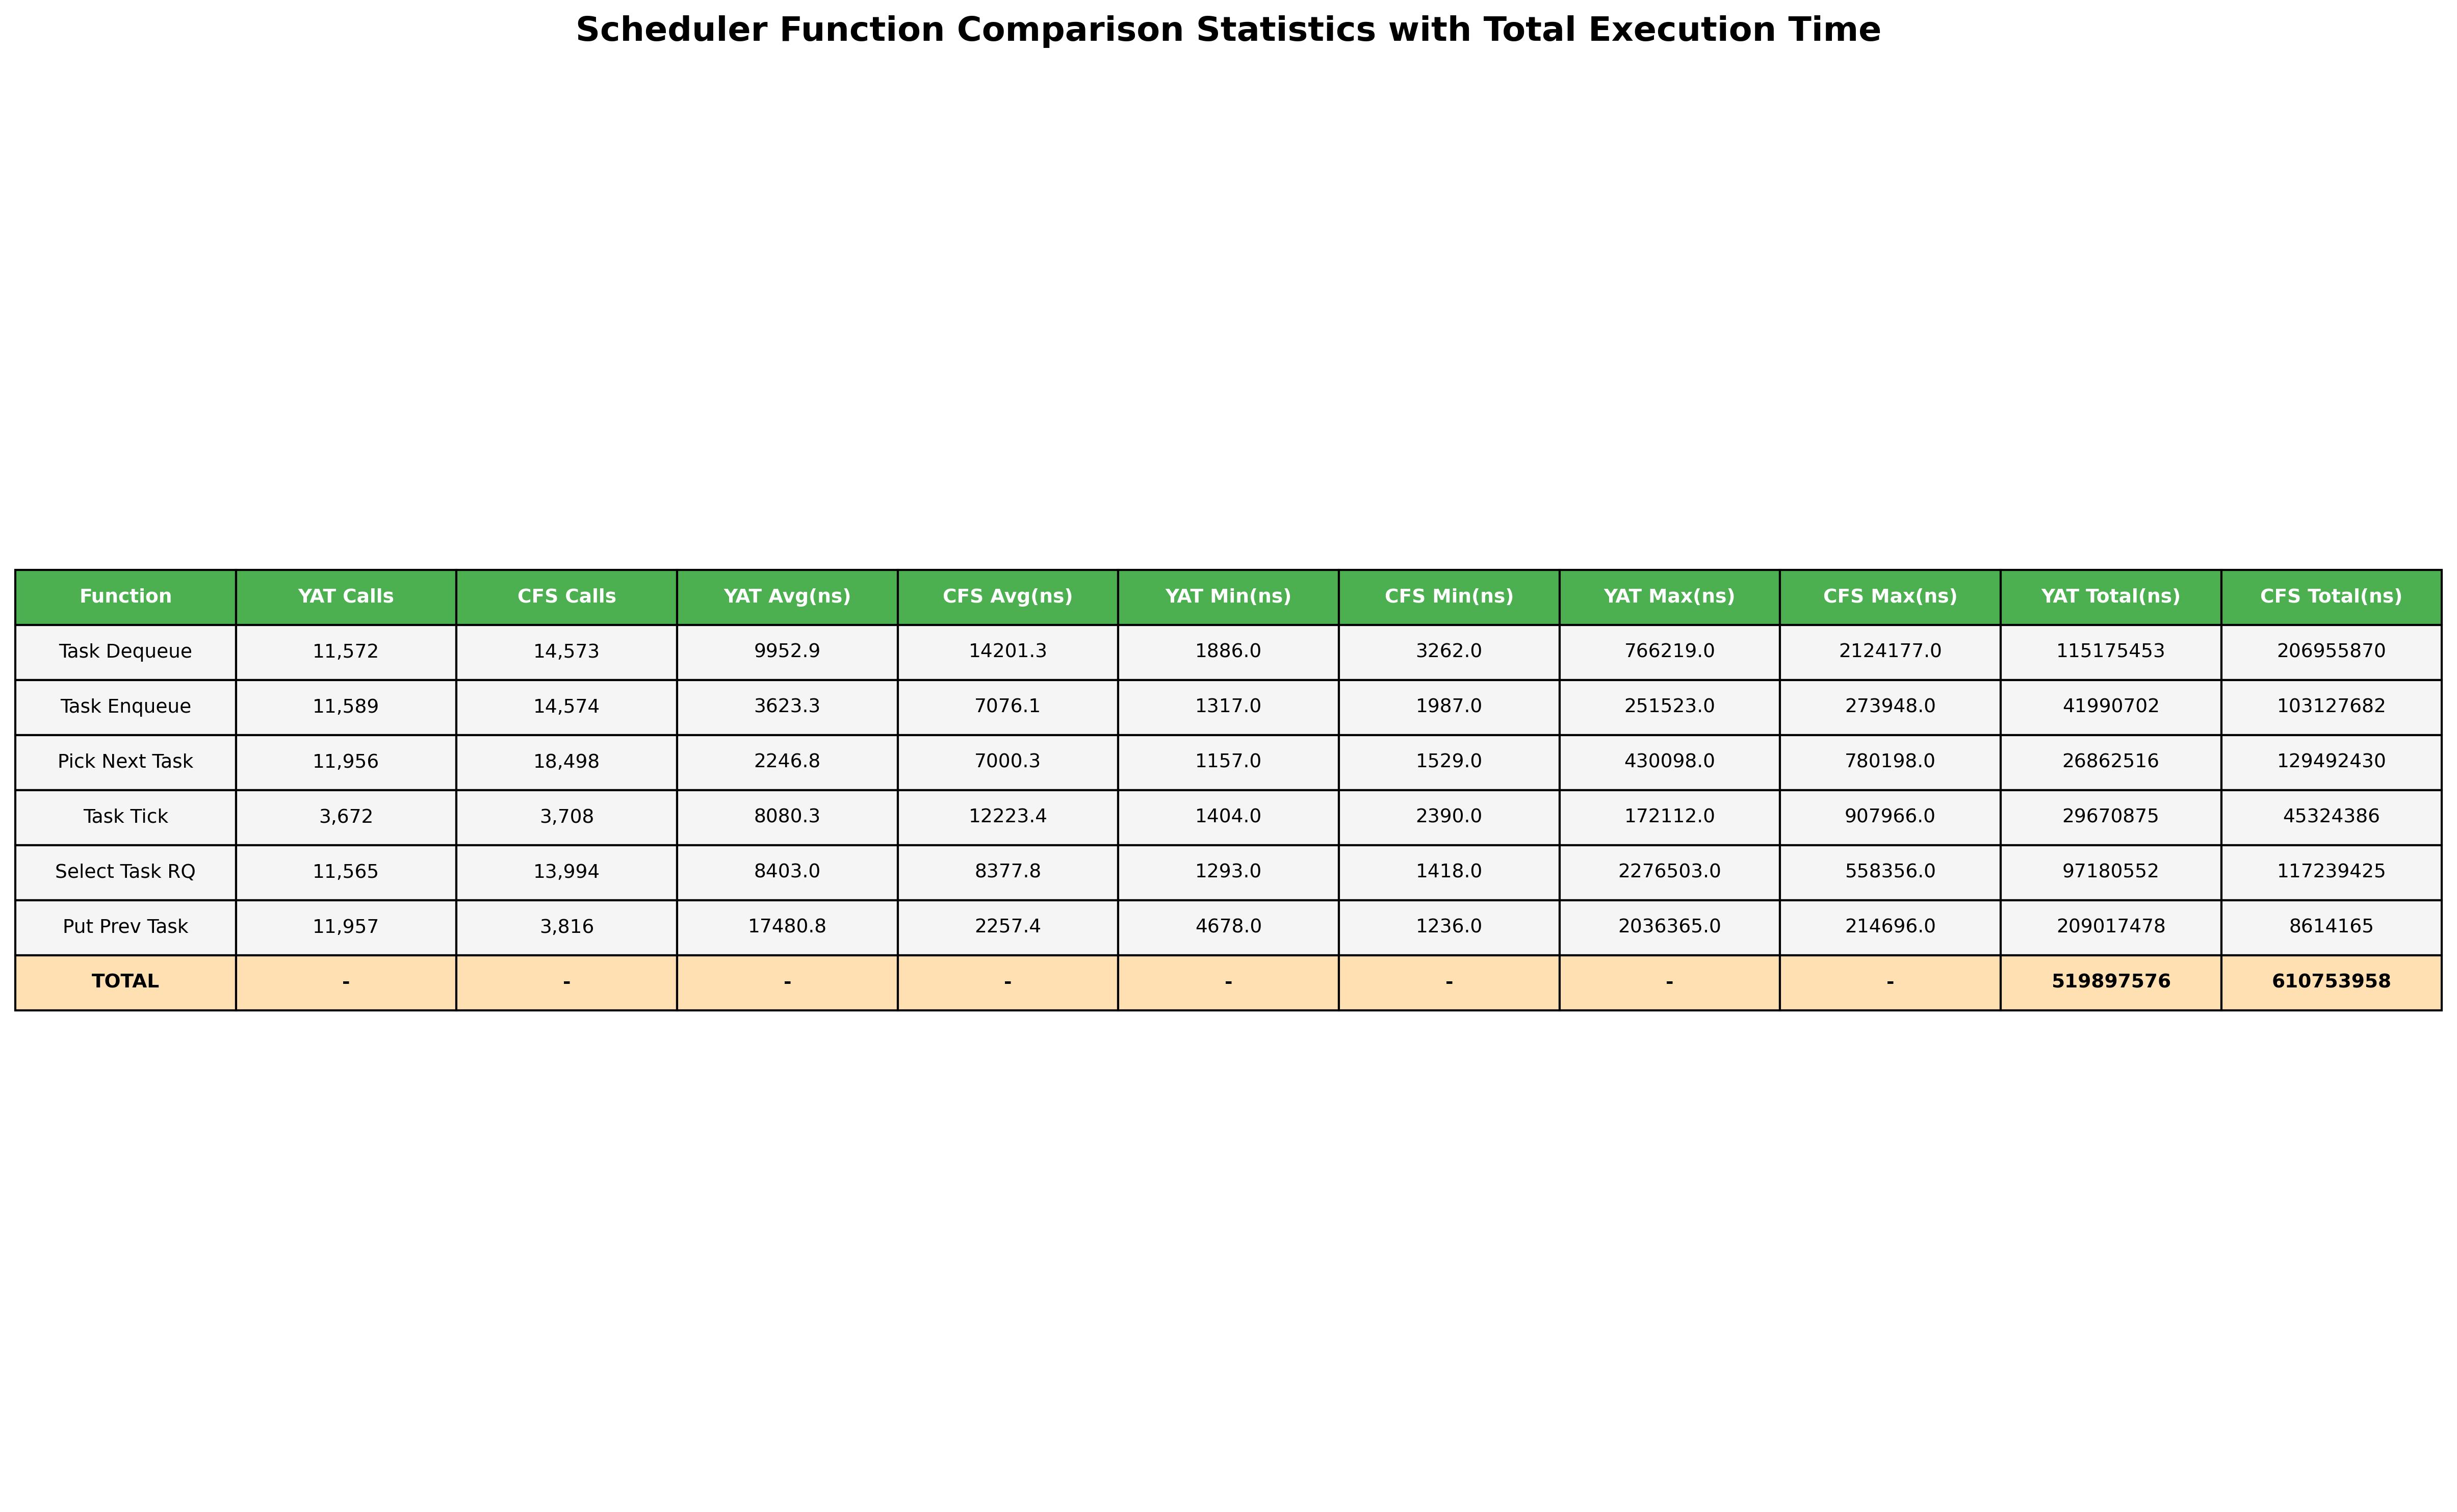 Scheduler Function Comparison Statistics with Total Execution Time
Function YAT Calls CFS Calls YAT Avg(ns) CFS Avg(ns) YAT Min(ns) CFS Min(ns) YAT Max(ns) CFS Max(ns) YAT Total(ns) CFS Total(ns)
Task Dequeue 11,572 14,573 9952.9 14201.3 1886.0 3262.0 766219.0 2124177.0 115175453 206955870
Task Enqueue 11,589 14,574 3623.3 7076.1 1317.0 1987.0 251523.0 273948.0 41990702 103127682
Pick Next Task 11,956 18,498 2246.8 7000.3 1157.0 1529.0 430098.0 780198.0 26862516 129492430
Task Tick 3,672 3,708 8080.3 12223.4 1404.0 2390.0 172112.0 907966.0 29670875 45324386
Select Task RQ 11,565 13,994 8403.0 8377.8 1293.0 1418.0 2276503.0 558356.0 97180552 117239425
Put Prev Task 11,957 3,816 17480.8 2257.4 4678.0 1236.0 2036365.0 214696.0 209017478 8614165
TOTAL - - - - - - - - 519897576 610753958